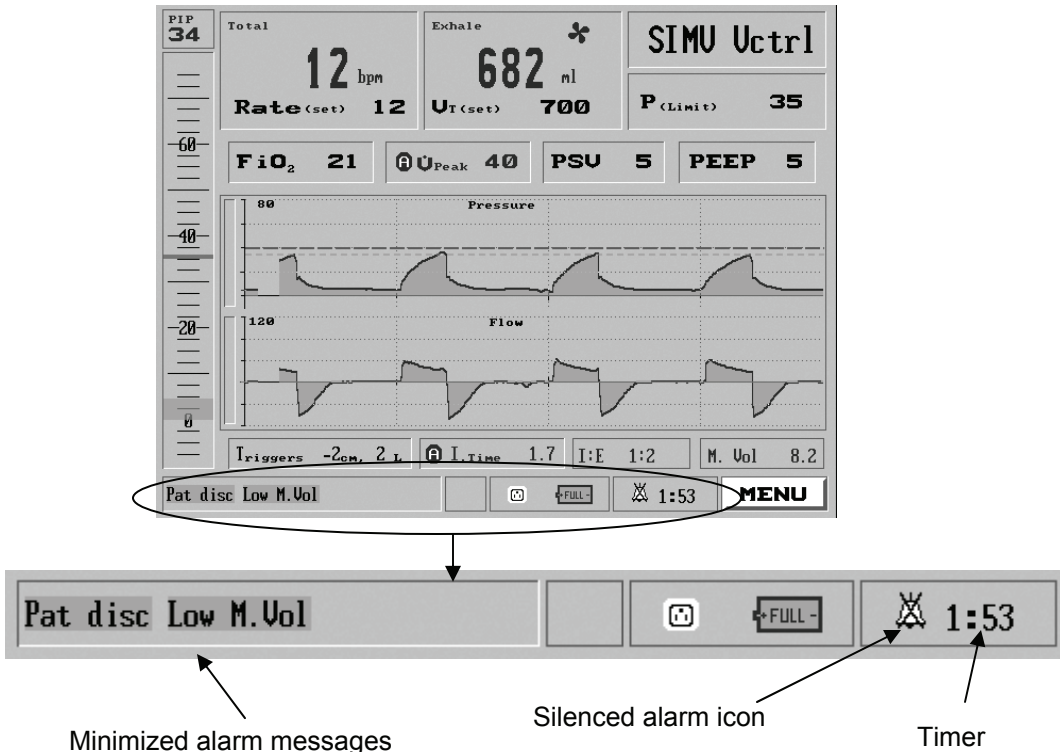 PIP
34
Total
12 bpm
Rate(set) 12
Exhale
682 ml
VT(set) 700
SIMV Vctrl
P(Limit) 35
60
40
20
0
FiO2 21
A V̇Peak 40
PSV 5
PEEP 5
80 Pressure
120 Flow
Triggers -2cm, 2 L
A I.Time 1.7
I:E 1:2
M. Vol 8.2
Pat disc Low M.Vol
+FULL-
1:53
MENU
Pat disc Low M.Vol
+FULL-
1:53
Minimized alarm messages
Silenced alarm icon
Timer